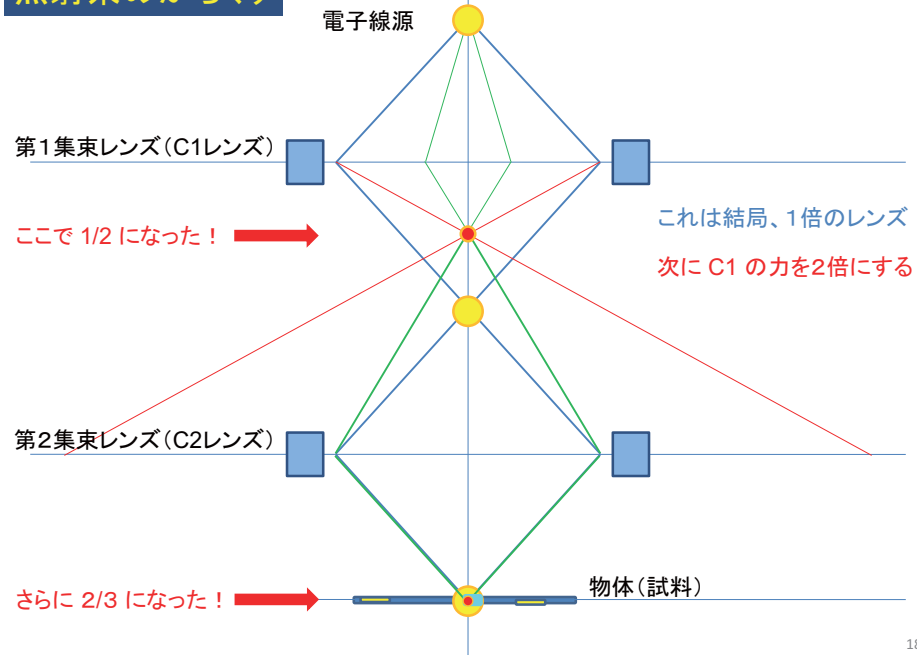 電子線源
第1集束レンズ(C1レンズ)
これは結局、1倍のレンズ
ここで 1/2 になった!
次に C1 の力を2倍にする
第2集束レンズ(C2レンズ)
物体(試料)
さらに 2/3 になった!
18